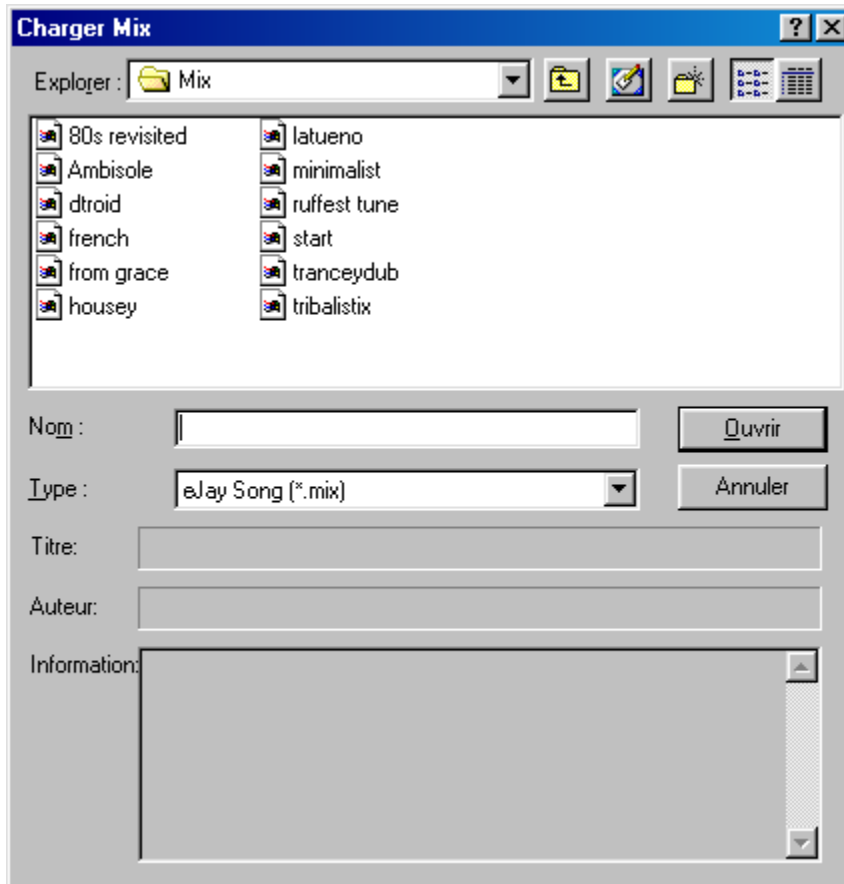 Charger Mix
Explorer : Mix
80s revisited
Ambisole
dtroid
french
from grace
housey
latueno
minimalist
ruffest tune
start
tranceydub
tribalistix
Nom :
Ouvrir
Type : eJay Song (*.mix)
Annuler
Titre:
Auteur:
Information: